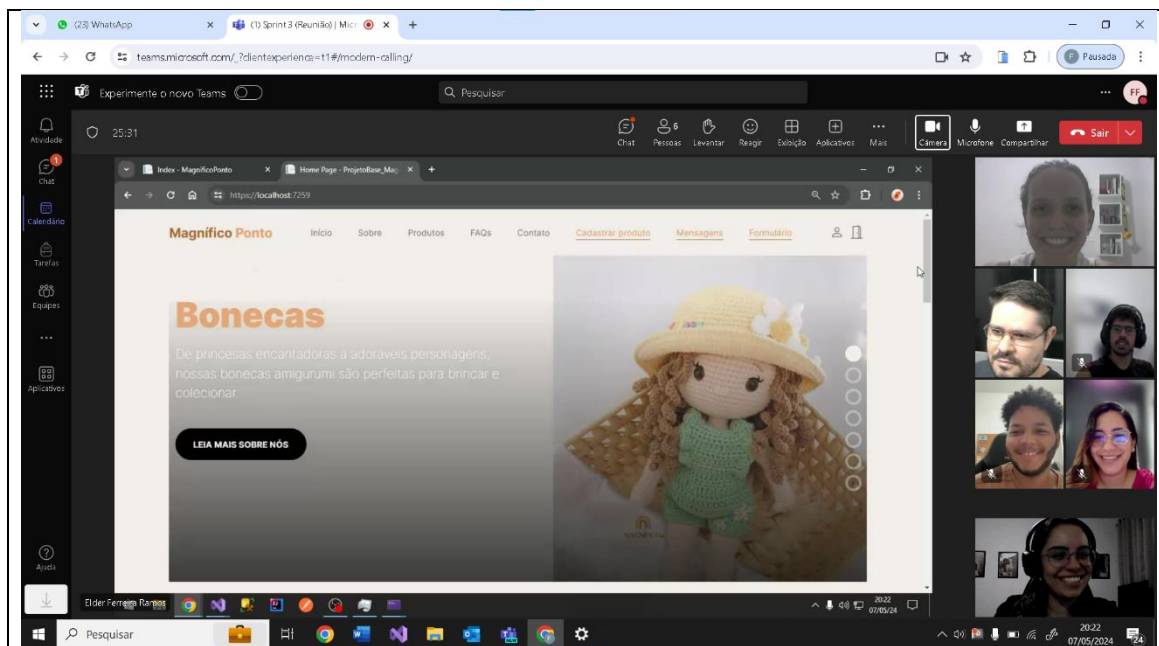 (23) WhatsApp
(1) Sprint 3 (Reunião) | Micr
teams.microsoft.com/_?clientexperience=t1#/modern-calling/
Pausada
Experimente o novo Teams
Pesquisar
FF
Atividade
25:31
Chat
6
Pessoas
Levantar
Reagir
Exibição
Aplicativos
Mais
Câmera
Microfone
Compartilhar
Sair
1
Chat
Calendário
Tarefas
Equipes
Aplicativos
Ajuda
Index - MagnificoPonto
Home Page - ProjetoBase_Mag
https://localhost:7259
Magnífico Ponto
Início
Sobre
Produtos
FAQs
Contato
Cadastrar produto
Mensagens
Formulário
Bonecas
De princesas encantadoras a adoráveis personagens,
nossas bonecas amigurumi são perfeitas para brincar e
colecionar.
LEIA MAIS SOBRE NÓS
Elder Ferreira Ramos
20:22
07/05/24
Pesquisar
20:22
07/05/2024
24